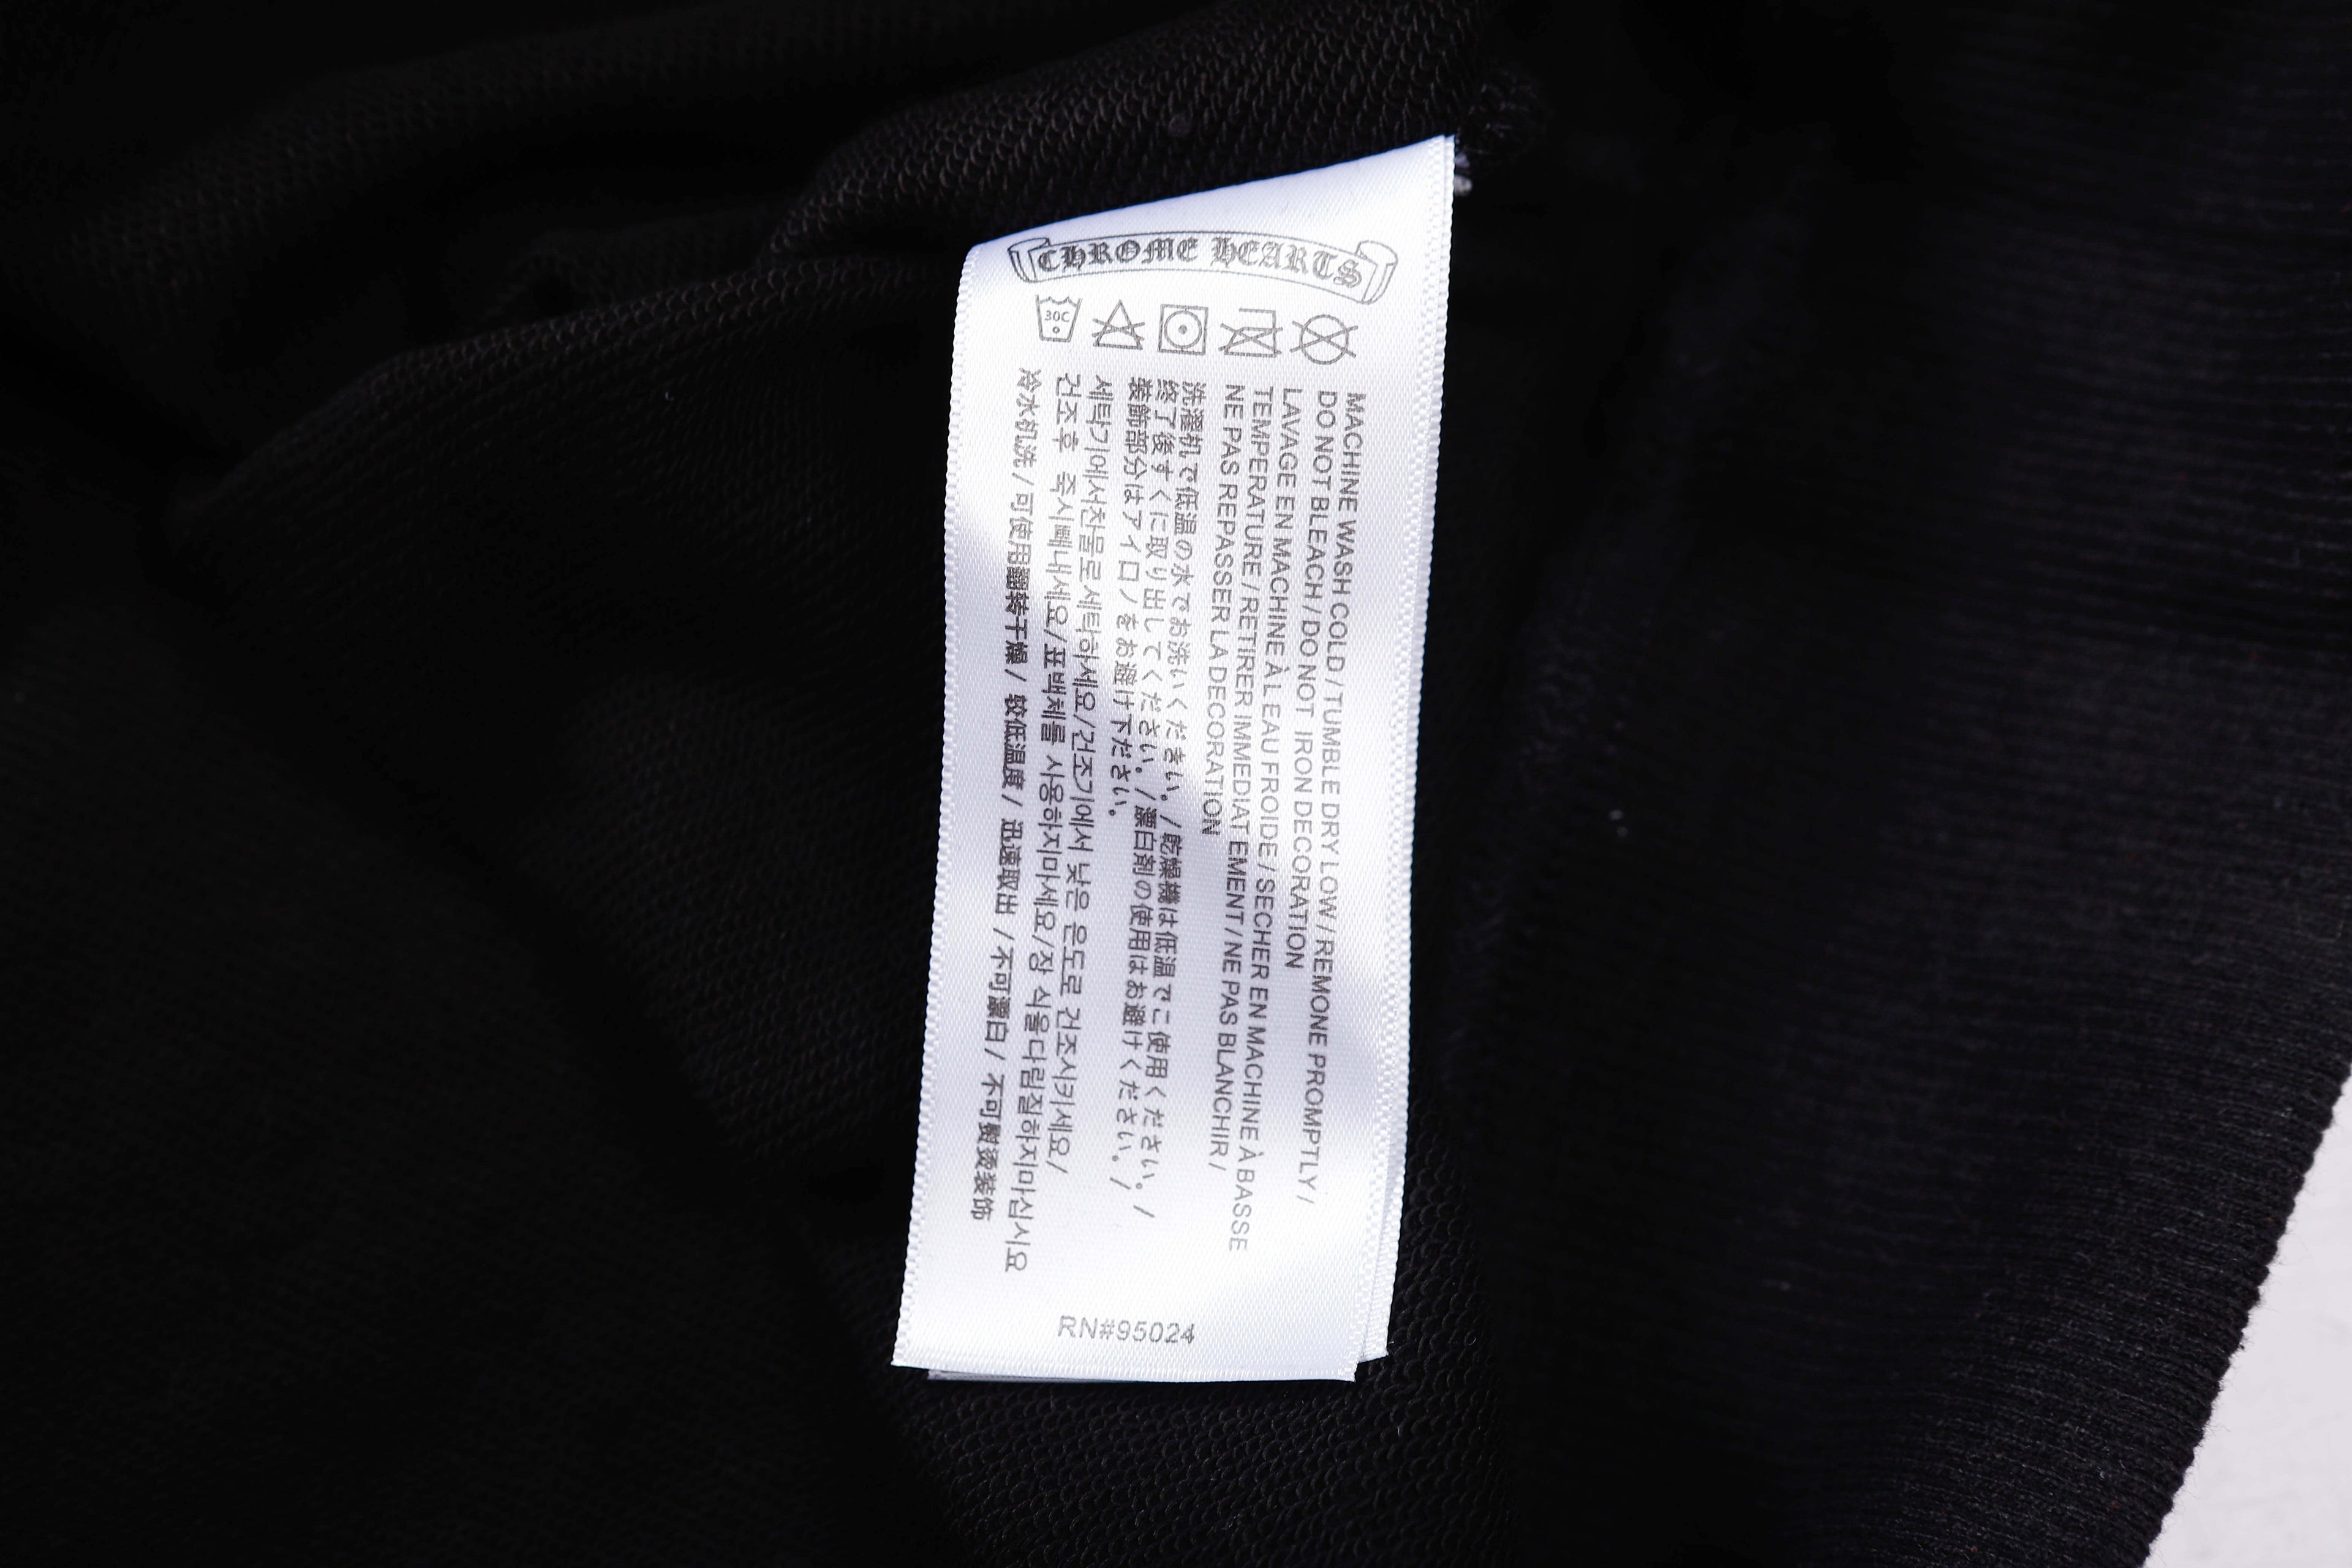 CHROME HEARTS
30C
MACHINE WASH COLD / TUMBLE DRY LOW / REMONE PROMPTLY /
DO NOT BLEACH / DO NOT IRON DECORATION
LAVAGE EN MACHINE À L EAU FROIDE / SECHER EN MACHINE À BASSE
TEMPERATURE / RETIRER IMMEDIAT EMENT / NE PAS BLANCHIR /
NE PAS REPASSER LA DECORATION
洗濯机で低温の水でお洗いくだきい。/ 乾燥機は低温でこ使用ください。/
終了後すくに取り出してください。/ 漂白剤の使用はお避けください。/
装飾部分はアイロノをお避け下ださい。
세탁기에서찬물로세탁하세요/건조기에서 낮은 온도로 건조시키세요/
건조후 즉시빼내세요/표백제를 사용하지마세요/장 식을다림질하지마십시요
冷水机洗 / 可使用翻转干燥 / 较低温度 / 迅速取出 / 不可漂白 / 不可熨烫装饰
RN#95024